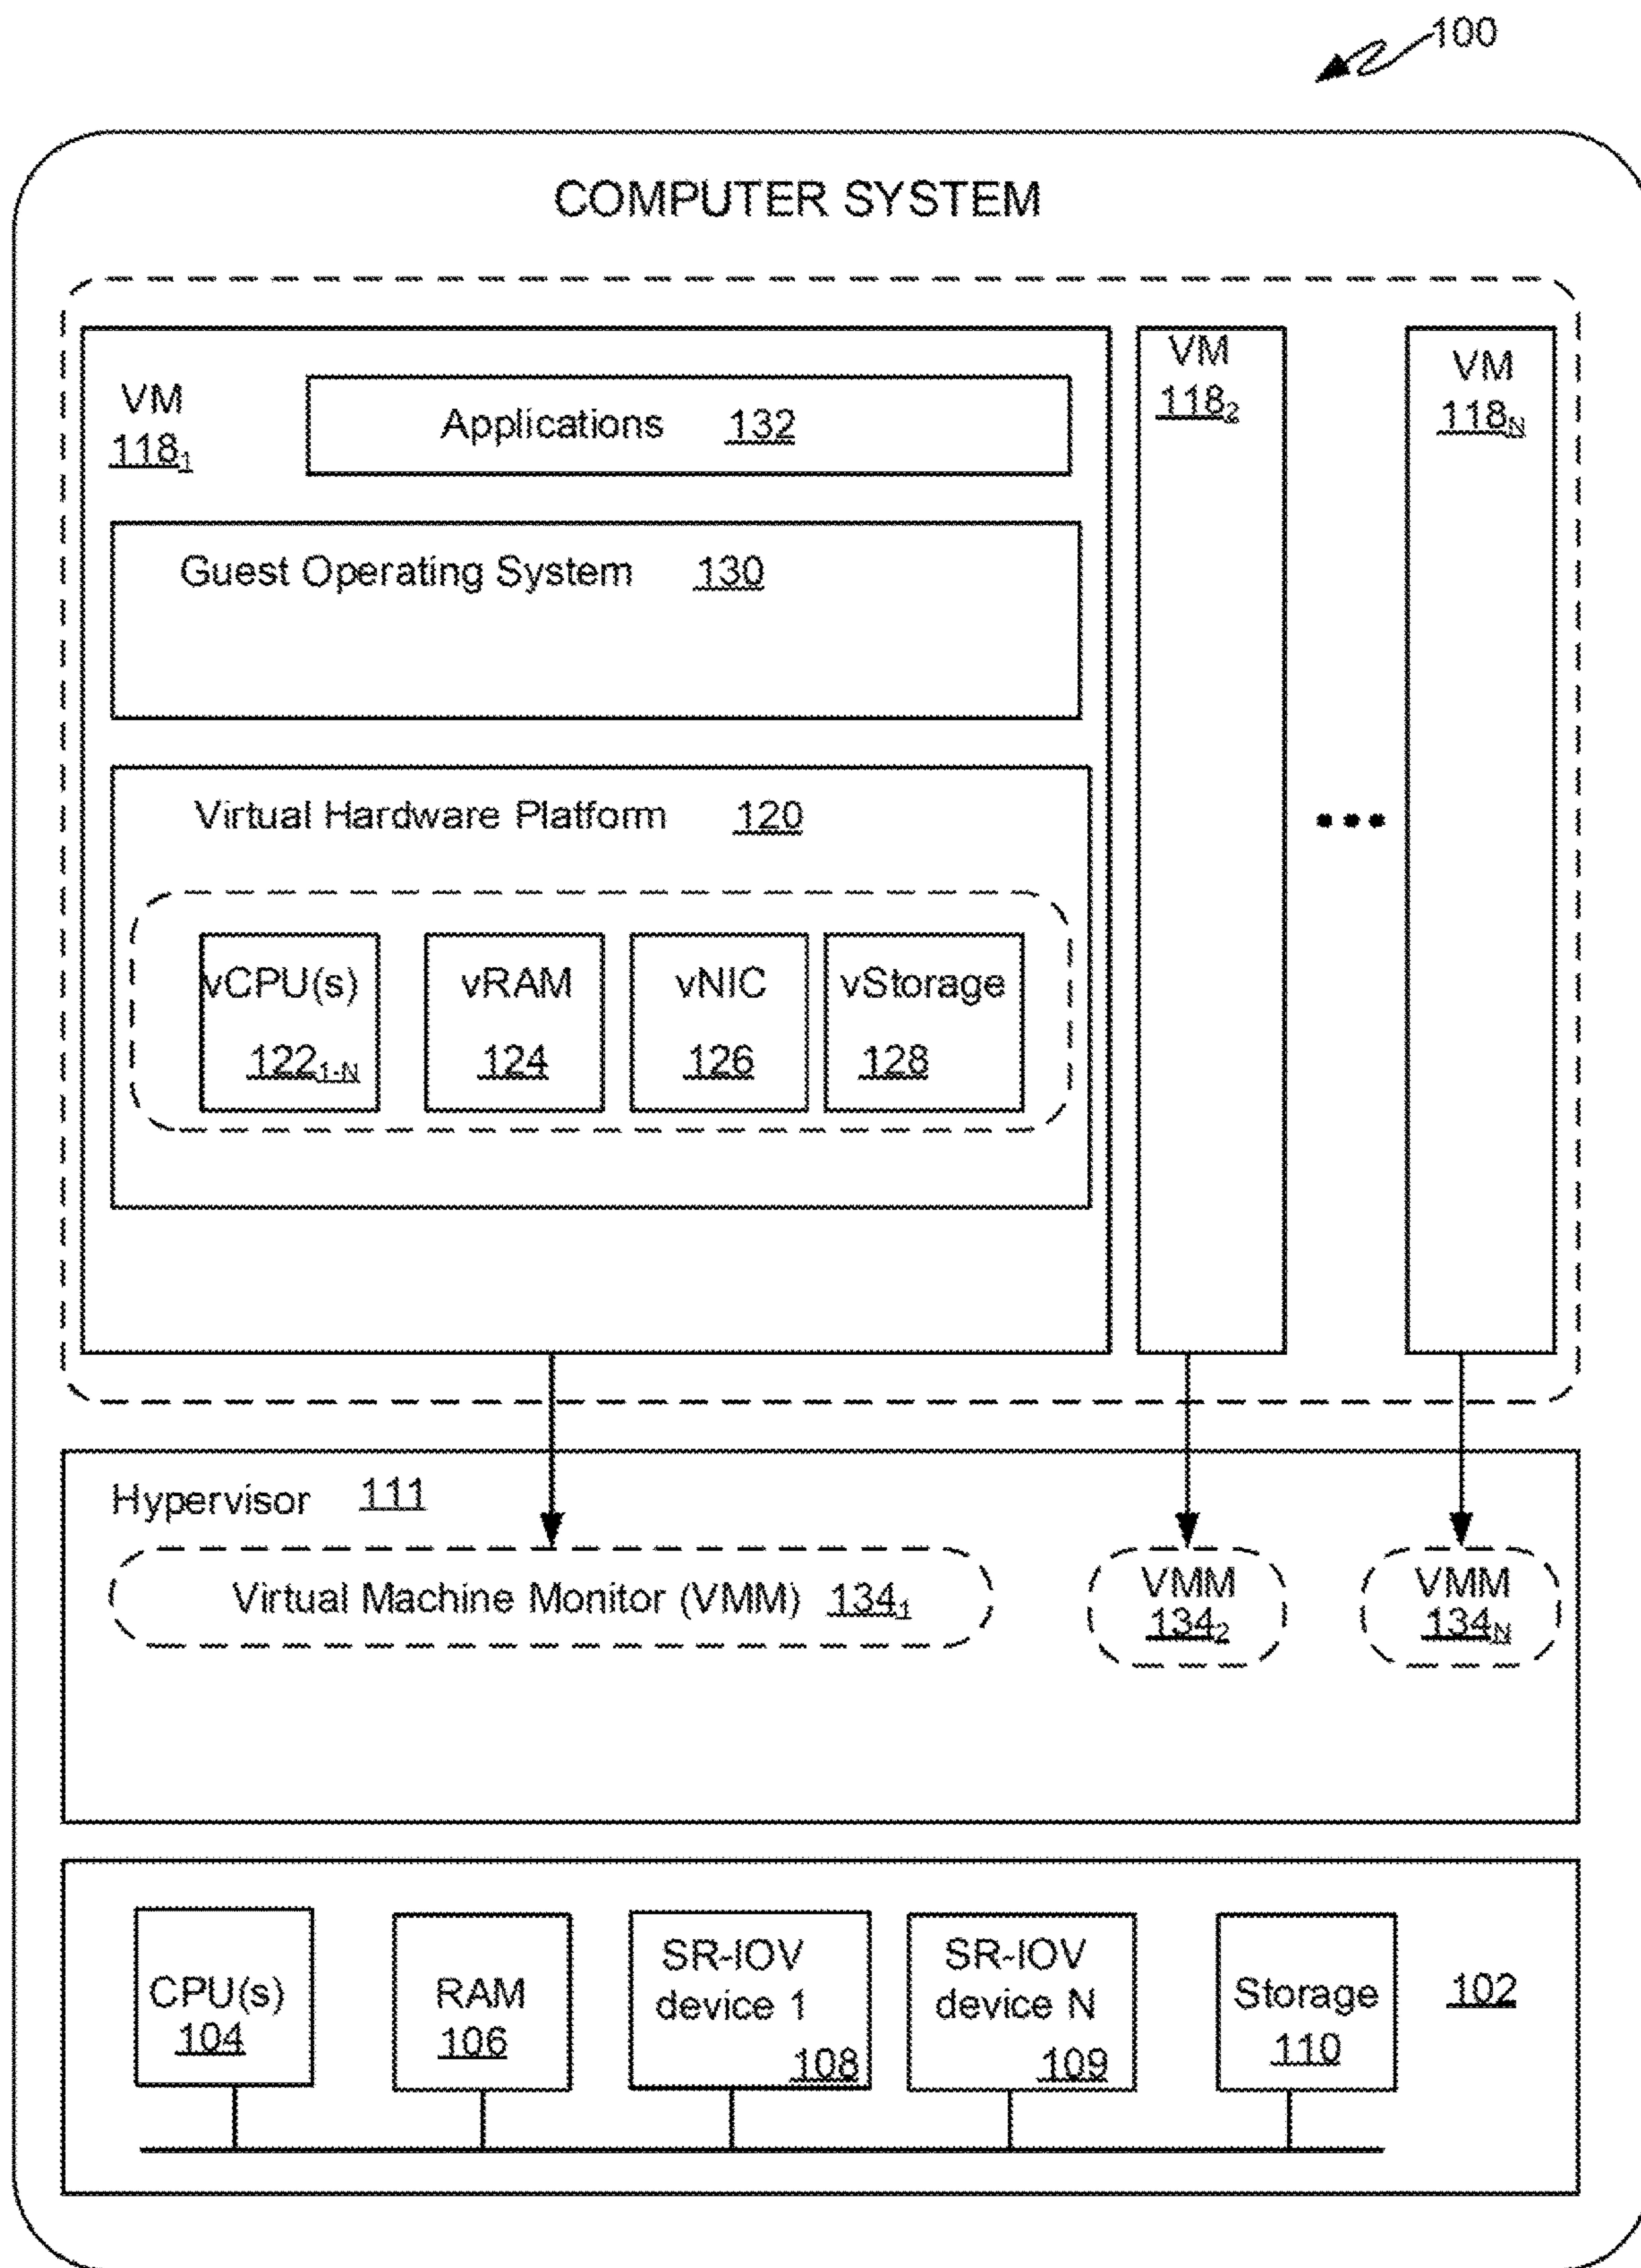 100
COMPUTER SYSTEM
VM
118₁
Applications 132
VM
118₂
VM
118ₙ
Guest Operating System 130
Virtual Hardware Platform 120
vCPU(s)
122₁₋ₙ
vRAM
124
vNIC
126
vStorage
128
Hypervisor 111
Virtual Machine Monitor (VMM) 134₁
VMM
134₂
VMM
134ₙ
CPU(s)
104
RAM
106
SR-IOV
device 1
108
SR-IOV
device N
109
Storage
110
102